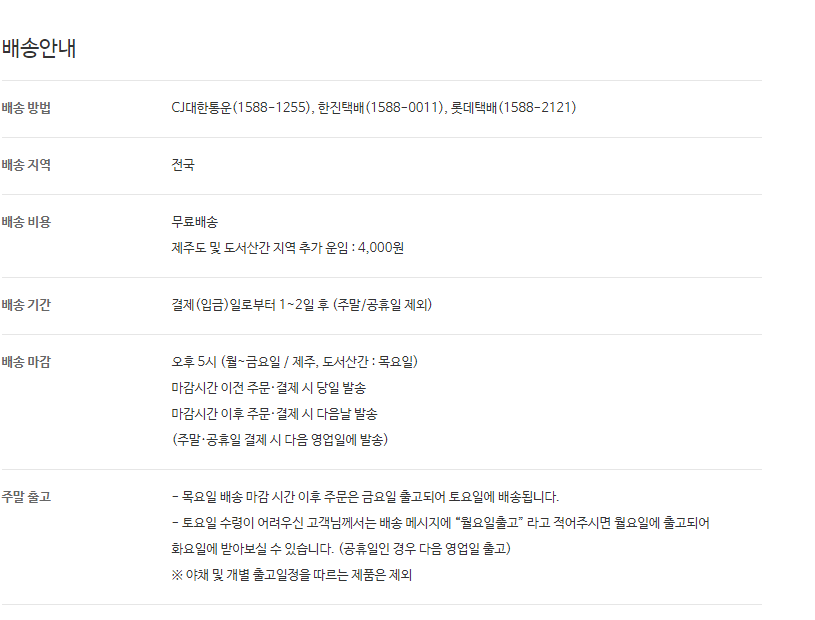 배송안내
배송 방법
CJ대한통운(1588-1255), 한진택배(1588-0011), 롯데택배(1588-2121)
배송 지역
전국
배송 비용
무료배송
제주도 및 도서산간 지역 추가 운임 : 4,000원
배송 기간
결제(입금)일로부터 1~2일 후 (주말/공휴일 제외)
배송 마감
오후 5시 (월~금요일 / 제주, 도서산간 : 목요일)
마감시간 이전 주문·결제 시 당일 발송
마감시간 이후 주문·결제 시 다음날 발송
(주말·공휴일 결제 시 다음 영업일에 발송)
주말 출고
- 목요일 배송 마감 시간 이후 주문은 금요일 출고되어 토요일에 배송됩니다.
- 토요일 수령이 어려우신 고객님께서는 배송 메시지에 “월요일출고” 라고 적어주시면 월요일에 출고되어
화요일에 받아보실 수 있습니다. (공휴일인 경우 다음 영업일 출고)
※ 야채 및 개별 출고일정을 따르는 제품은 제외